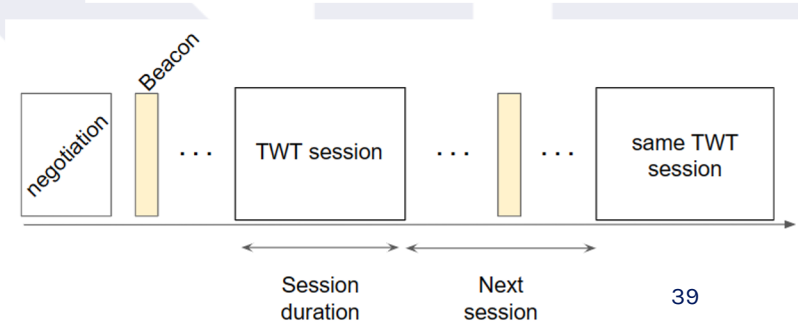 Beacon
negotiation
...
TWT session
...
...
same TWT
session
Session
duration
Next
session
39